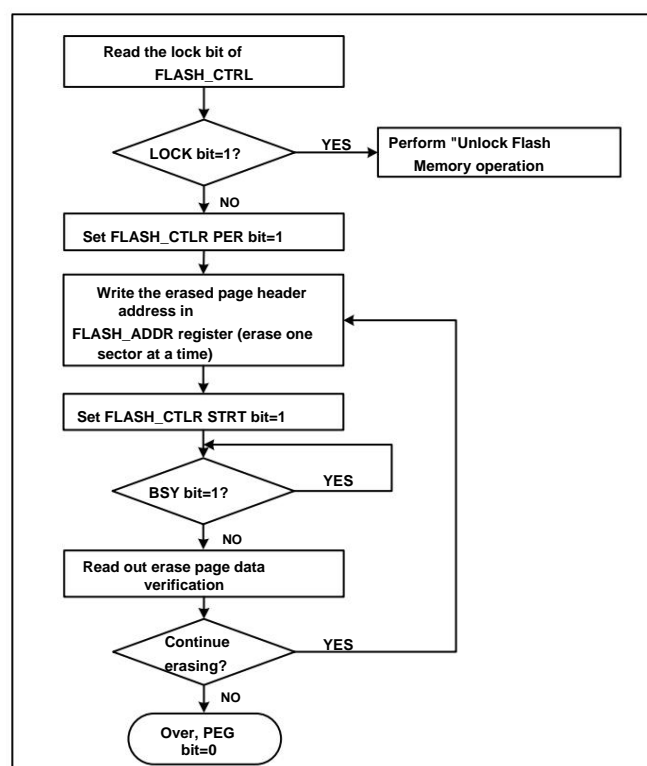 Read the lock bit of
FLASH_CTRL
LOCK bit=1?
YES
Perform "Unlock Flash
Memory operation
NO
Set FLASH_CTLR PER bit=1
Write the erased page header
address in
FLASH_ADDR register (erase one
sector at a time)
Set FLASH_CTLR STRT bit=1
BSY bit=1?
YES
NO
Read out erase page data
verification
Continue
erasing?
YES
NO
Over, PEG
bit=0